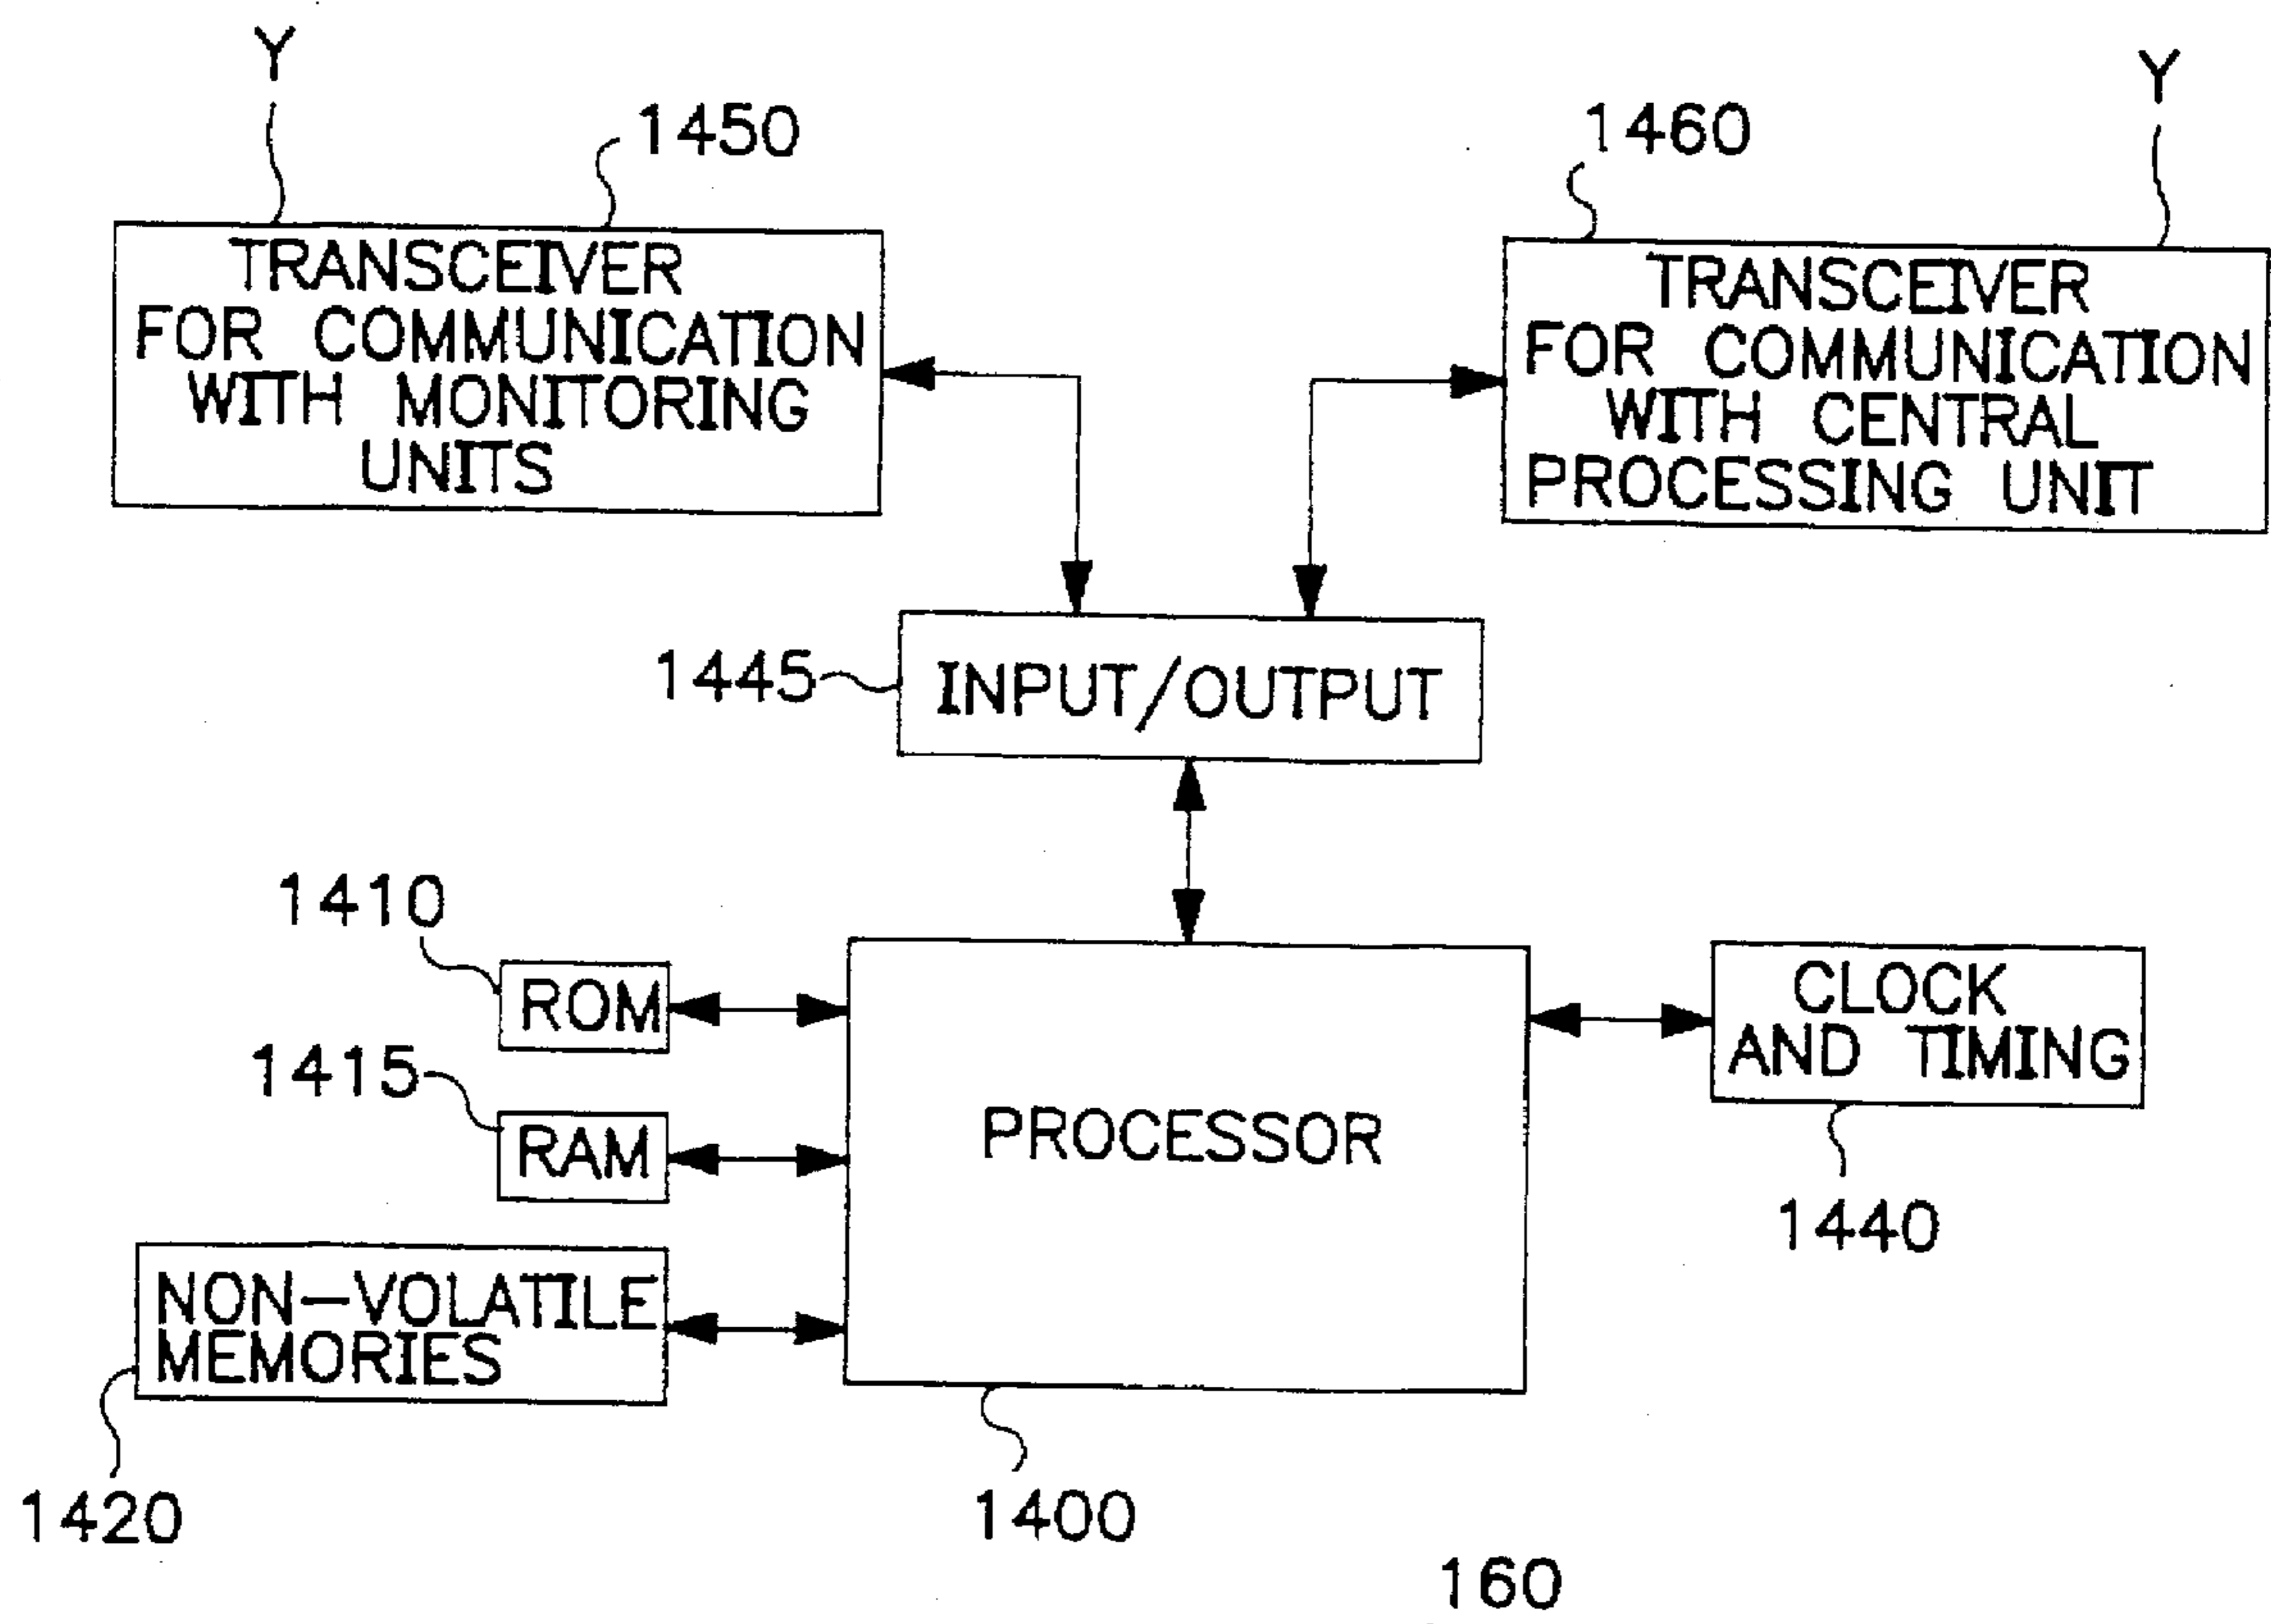 Y
Y
1450
1460
TRANSCEIVER
FOR COMMUNICATION
WITH MONITORING
UNITS
TRANSCEIVER
FOR COMMUNICATION
WITH CENTRAL
PROCESSING UNIT
1445
INPUT/OUTPUT
1410
ROM
1415
RAM
NON-VOLATILE
MEMORIES
1420
PROCESSOR
1400
CLOCK
AND TIMING
1440
160